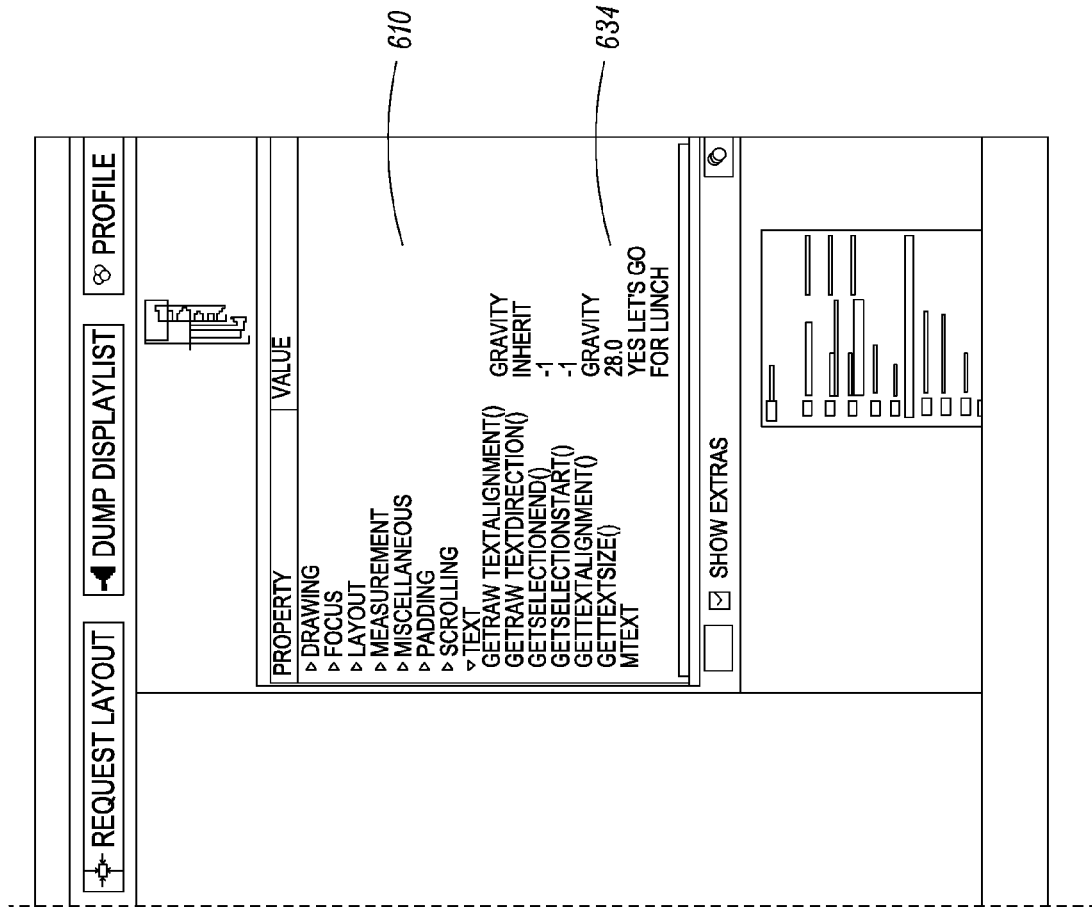 REQUEST LAYOUT DUMP DISPLAYLIST PROFILE
PROPERTY VALUE
DRAWING
FOCUS
LAYOUT
MEASUREMENT
MISCELLANEOUS
PADDING
SCROLLING
TEXT
GETRAW TEXTALIGNMENT() GRAVITY
GETRAW TEXTDIRECTION() INHERIT
GETSELECTIONEND() -1
GETSELECTIONSTART() -1
GETTEXTALIGNMENT() GRAVITY
GETTEXTSIZE() 28.0
MTEXT YES LET'S GO
FOR LUNCH
SHOW EXTRAS
610
634